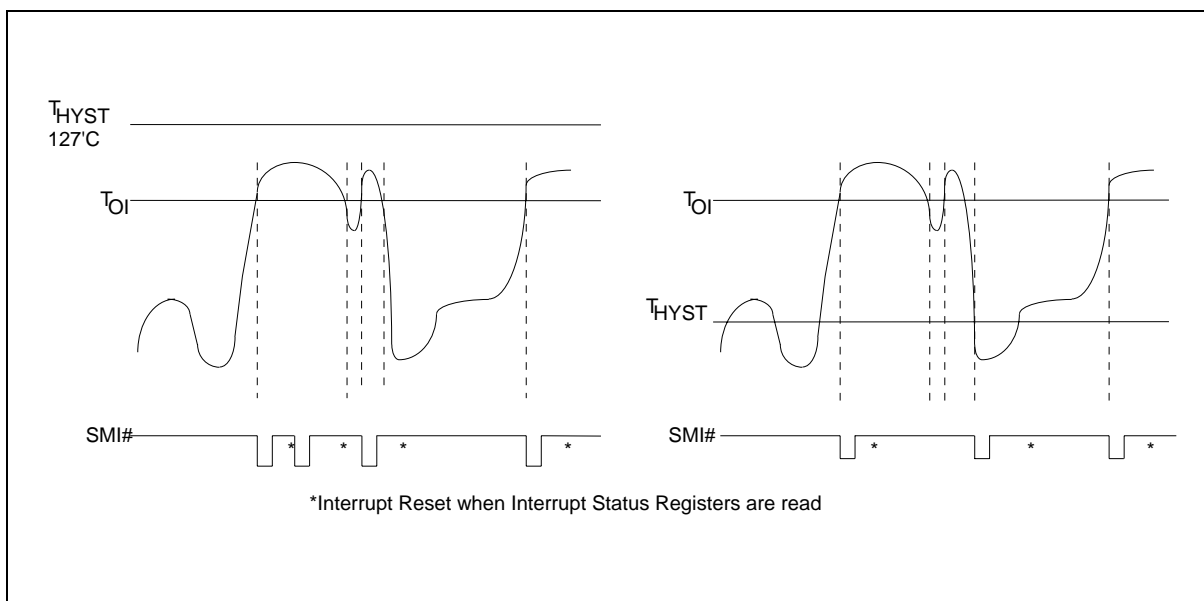 THYST
127'C
TOI
SMI#
* * * *
TOI
THYST
SMI#
* * *
*Interrupt Reset when Interrupt Status Registers are read